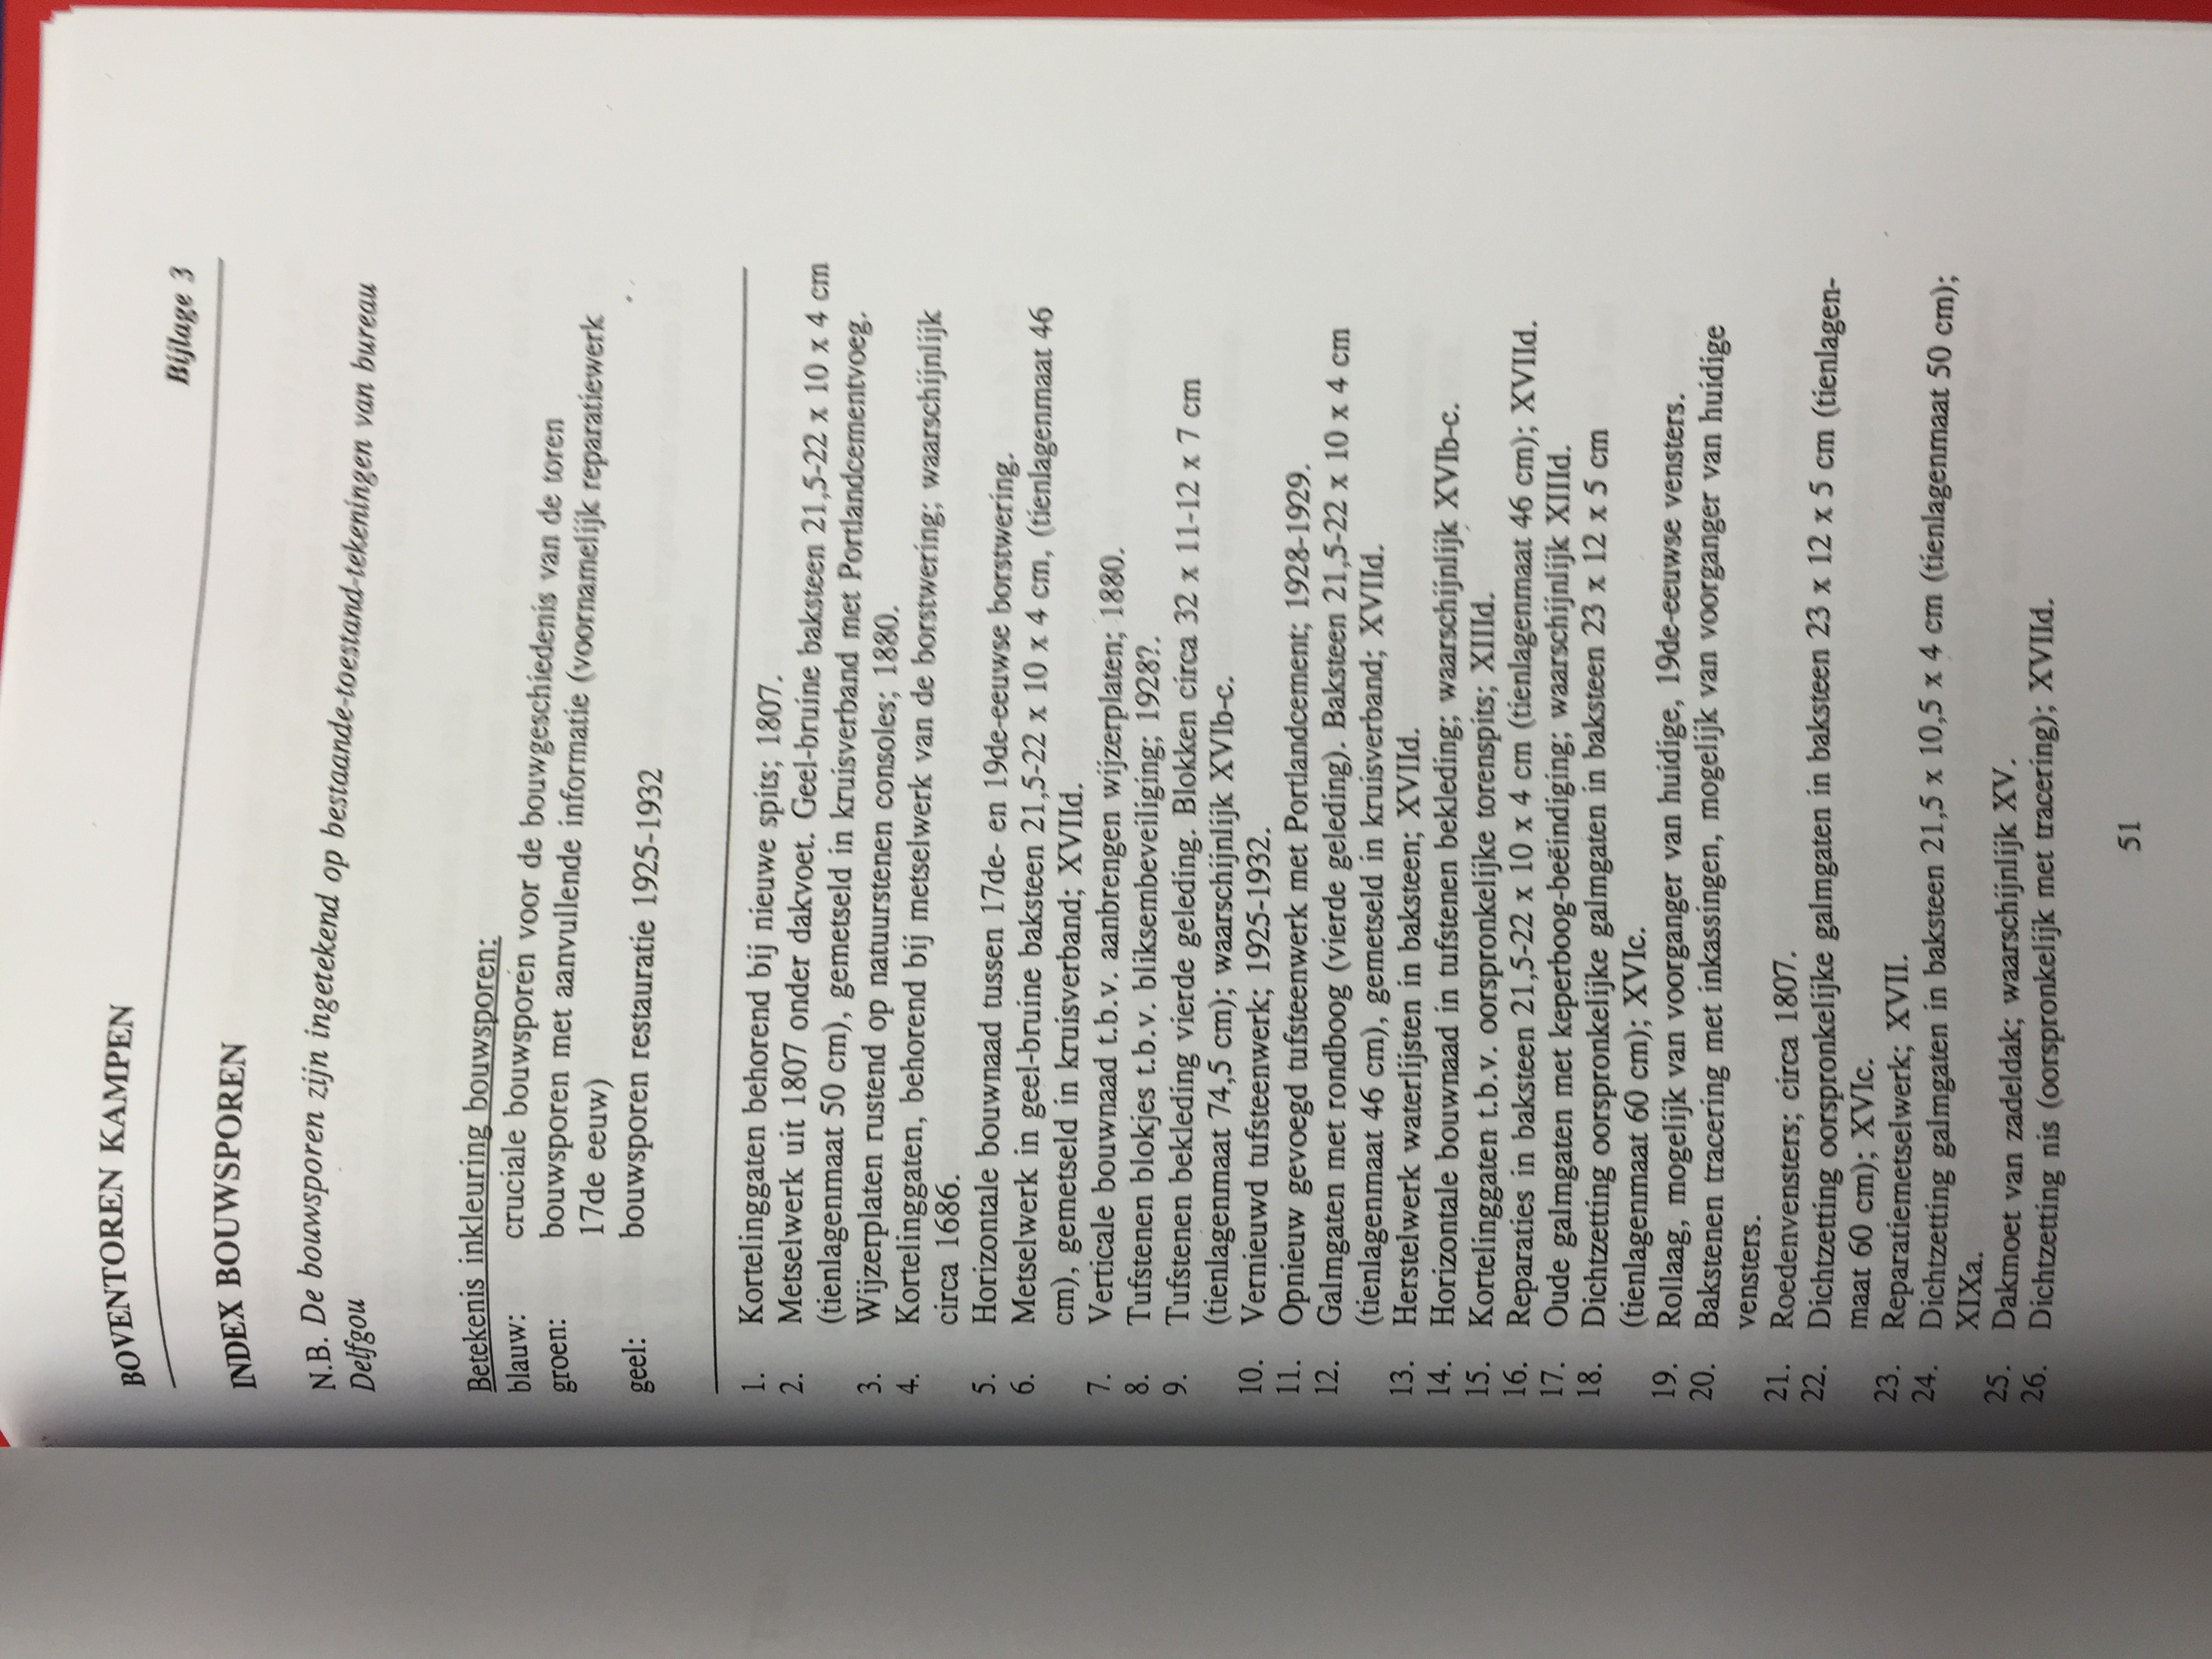 BOVENTOREN KAMPEN
Bijlage 3
INDEX BOUWSPOREN
N.B. De bouwsporen zijn ingetekend op bestaande-toestand-tekeningen van bureau
Delfgou
Betekenis inkleuring bouwsporen:
blauw: cruciale bouwsporen voor de bouwgeschiedenis van de toren
groen: bouwsporen met aanvullende informatie (voornamelijk reparatiewerk
17de eeuw)
geel: bouwsporen restauratie 1925-1932
1. Kortelinggaten behorend bij nieuwe spits; 1807.
2. Metselwerk uit 1807 onder dakvoet. Geel-bruine baksteen 21,5-22 x 10 x 4 cm
(tienlagenmaat 50 cm), gemetseld in kruisverband met Portlandcementvoeg.
3. Wijzerplaten rustend op natuurstenen consoles; 1880.
4. Kortelinggaten, behorend bij metselwerk van de borstwering; waarschijnlijk
circa 1686.
5. Horizontale bouwnaad tussen 17de- en 19de-eeuwse borstwering.
6. Metselwerk in geel-bruine baksteen 21,5-22 x 10 x 4 cm, (tienlagenmaat 46
cm), gemetseld in kruisverband; XVIId.
7. Verticale bouwnaad t.b.v. aanbrengen wijzerplaten; 1880.
8. Tufstenen blokjes t.b.v. bliksembeveiliging; 1928?.
9. Tufstenen bekleding vierde geleding. Blokken circa 32 x 11-12 x 7 cm
(tienlagenmaat 74,5 cm); waarschijnlijk XVIb-c.
10. Vernieuwd tufsteenwerk; 1925-1932.
11. Opnieuw gevoegd tufsteenwerk met Portlandcement; 1928-1929.
12. Galmgaten met rondboog (vierde geleding). Baksteen 21,5-22 x 10 x 4 cm
(tienlagenmaat 46 cm), gemetseld in kruisverband; XVIId.
13. Herstelwerk waterlijsten in baksteen; XVIId.
14. Horizontale bouwnaad in tufstenen bekleding; waarschijnlijk XVIb-c.
15. Kortelinggaten t.b.v. oorspronkelijke torenspits; XIIId.
16. Reparaties in baksteen 21,5-22 x 10 x 4 cm (tienlagenmaat 46 cm); XVIId.
17. Oude galmgaten met keperboog-beëindiging; waarschijnlijk XIIId.
18. Dichtzetting oorspronkelijke galmgaten in baksteen 23 x 12 x 5 cm
(tienlagenmaat 60 cm); XVIc.
19. Rollaag, mogelijk van voorganger van huidige, 19de-eeuwse vensters.
20. Bakstenen tracering met inkassingen, mogelijk van voorganger van huidige
vensters.
21. Roedenvensters; circa 1807.
22. Dichtzetting oorspronkelijke galmgaten in baksteen 23 x 12 x 5 cm (tienlagen-
maat 60 cm); XVIc.
23. Reparatiemetselwerk; XVII.
24. Dichtzetting galmgaten in baksteen 21,5 x 10,5 x 4 cm (tienlagenmaat 50 cm);
XIXa.
25. Dakmoet van zadeldak; waarschijnlijk XV.
26. Dichtzetting nis (oorspronkelijk met tracering); XVIId.
51